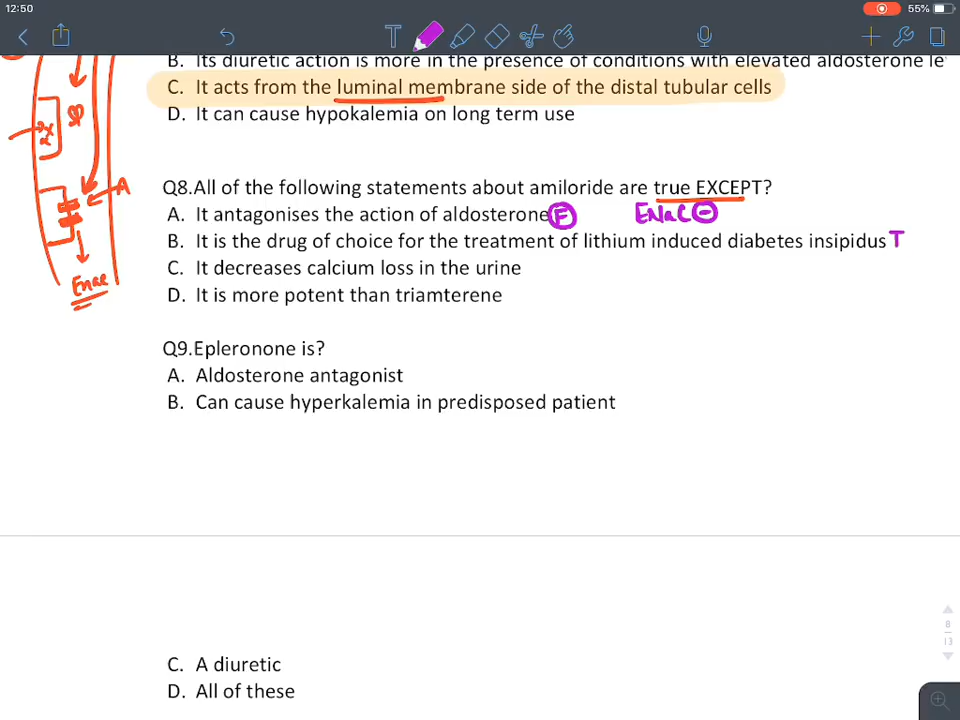 12:50
55%
B. Its diuretic action is more in the presence of conditions with elevated aldosterone le
C. It acts from the luminal membrane side of the distal tubular cells
D. It can cause hypokalemia on long term use
A
Q8.All of the following statements about amiloride are true EXCEPT?
A. It antagonises the action of aldosterone F ENaC -
B. It is the drug of choice for the treatment of lithium induced diabetes insipidus T
C. It decreases calcium loss in the urine
Enac
D. It is more potent than triamterene
Q9.Epleronone is?
A. Aldosterone antagonist
B. Can cause hyperkalemia in predisposed patient
8
13
C. A diuretic
D. All of these